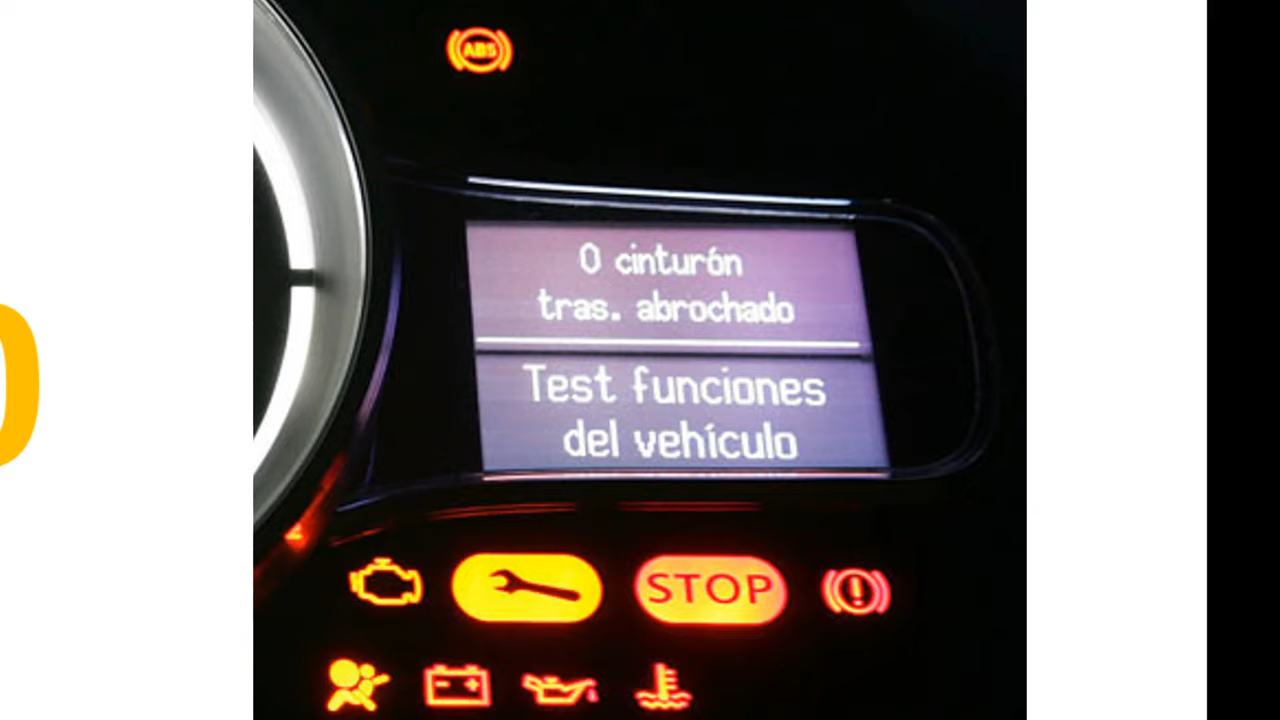 ABS
0 cinturón
tras. abrochado
Test funciones
del vehículo
STOP